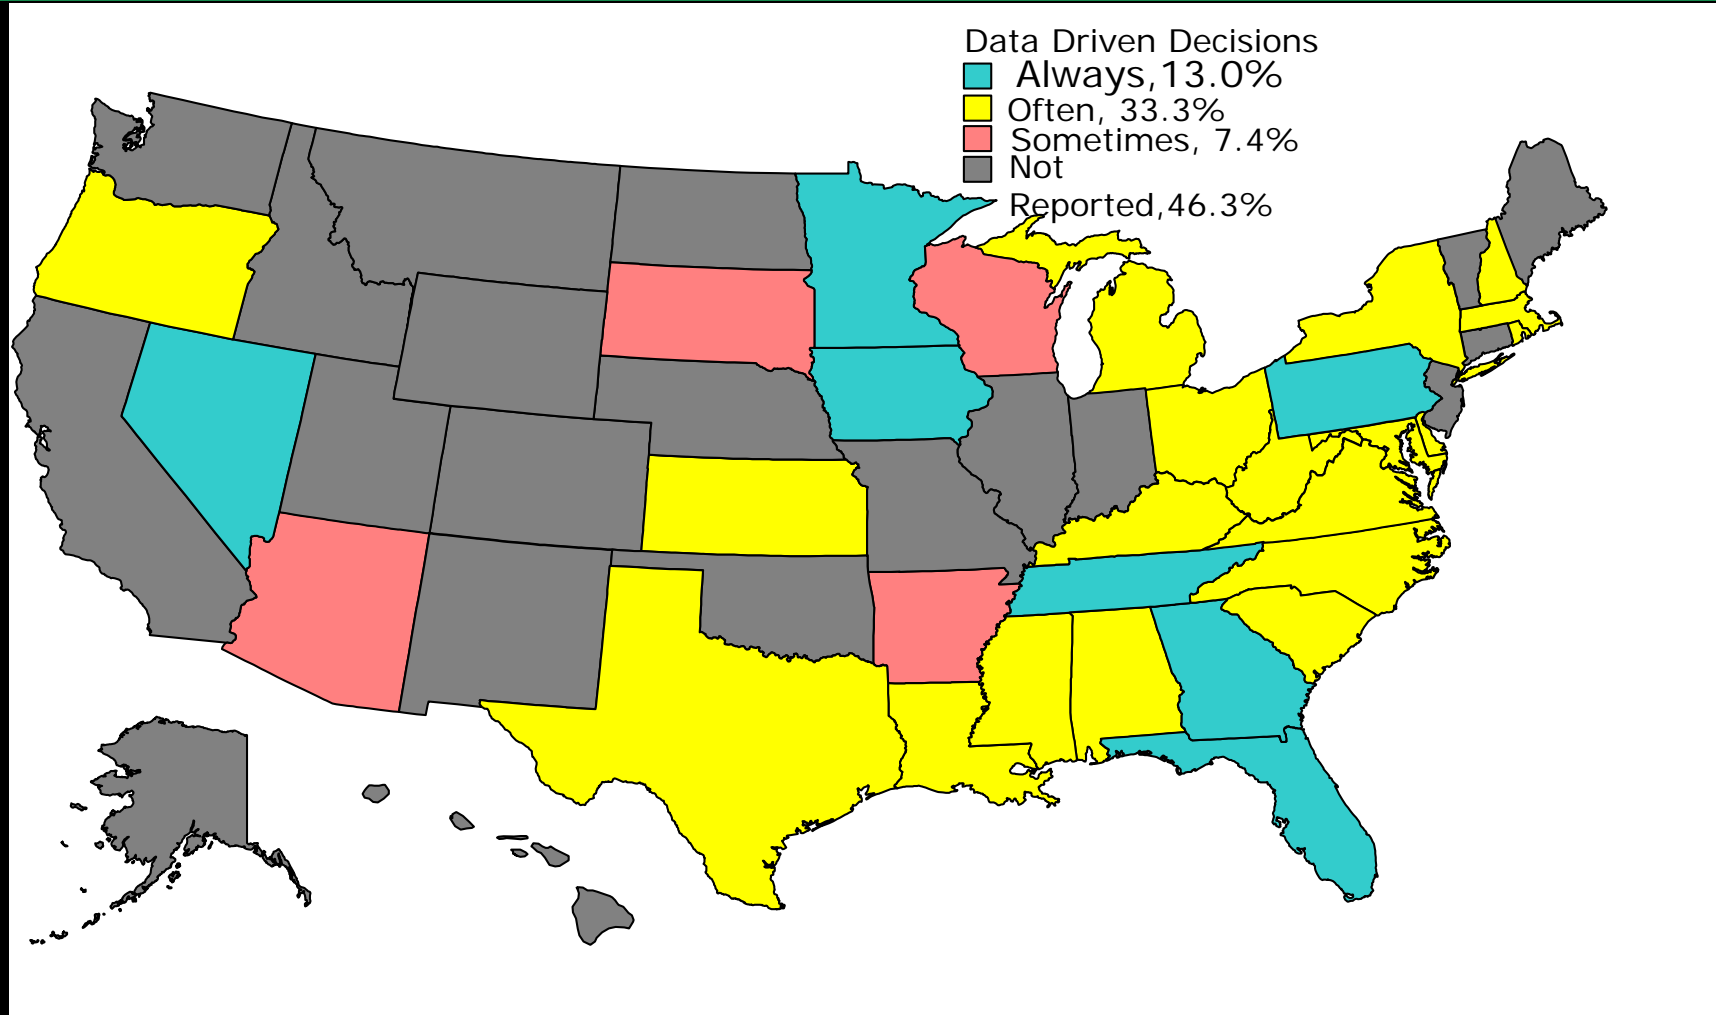 Data Driven Decisions
Always,13.0%
Often, 33.3%
Sometimes, 7.4%
Not
Reported,46.3%